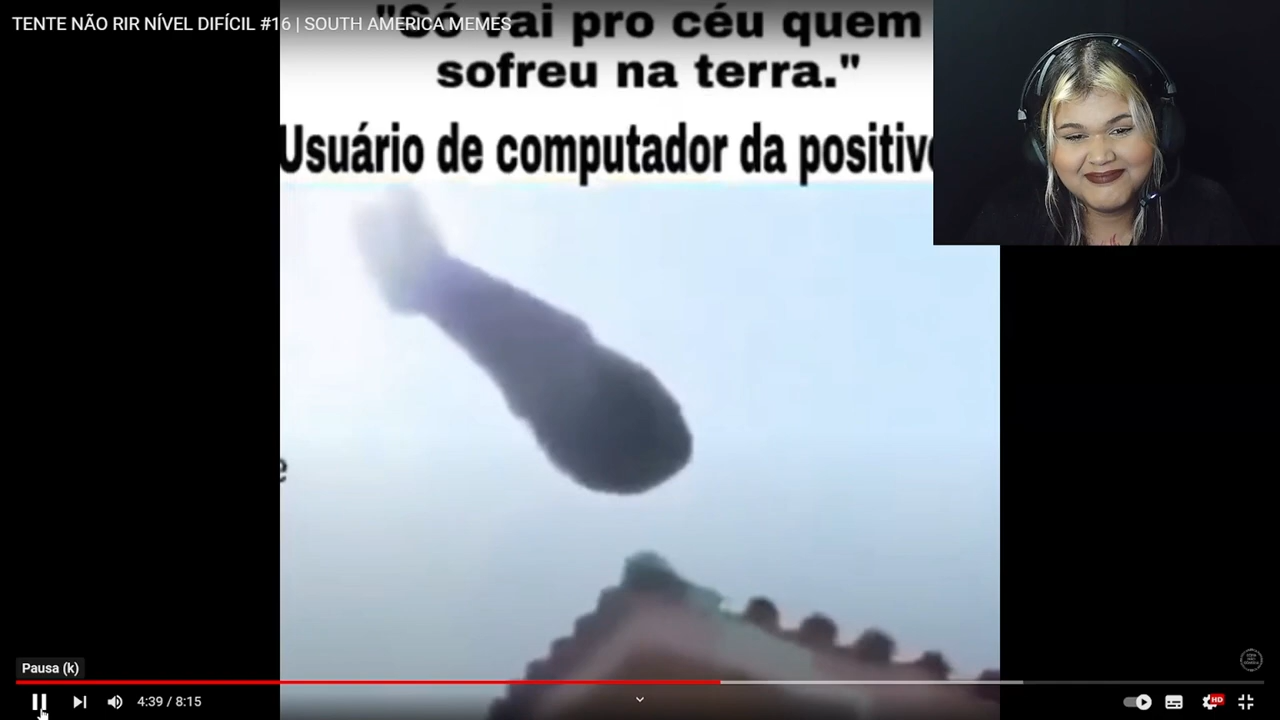 TENTE NÃO RIR NÍVEL DIFÍCIL #16 | SOUTH AMERICA MEMES
"Só vai pro céu quem
sofreu na terra."
Usuário de computador da positivo
e
Pausa (k)
4:39 / 8:15
HD